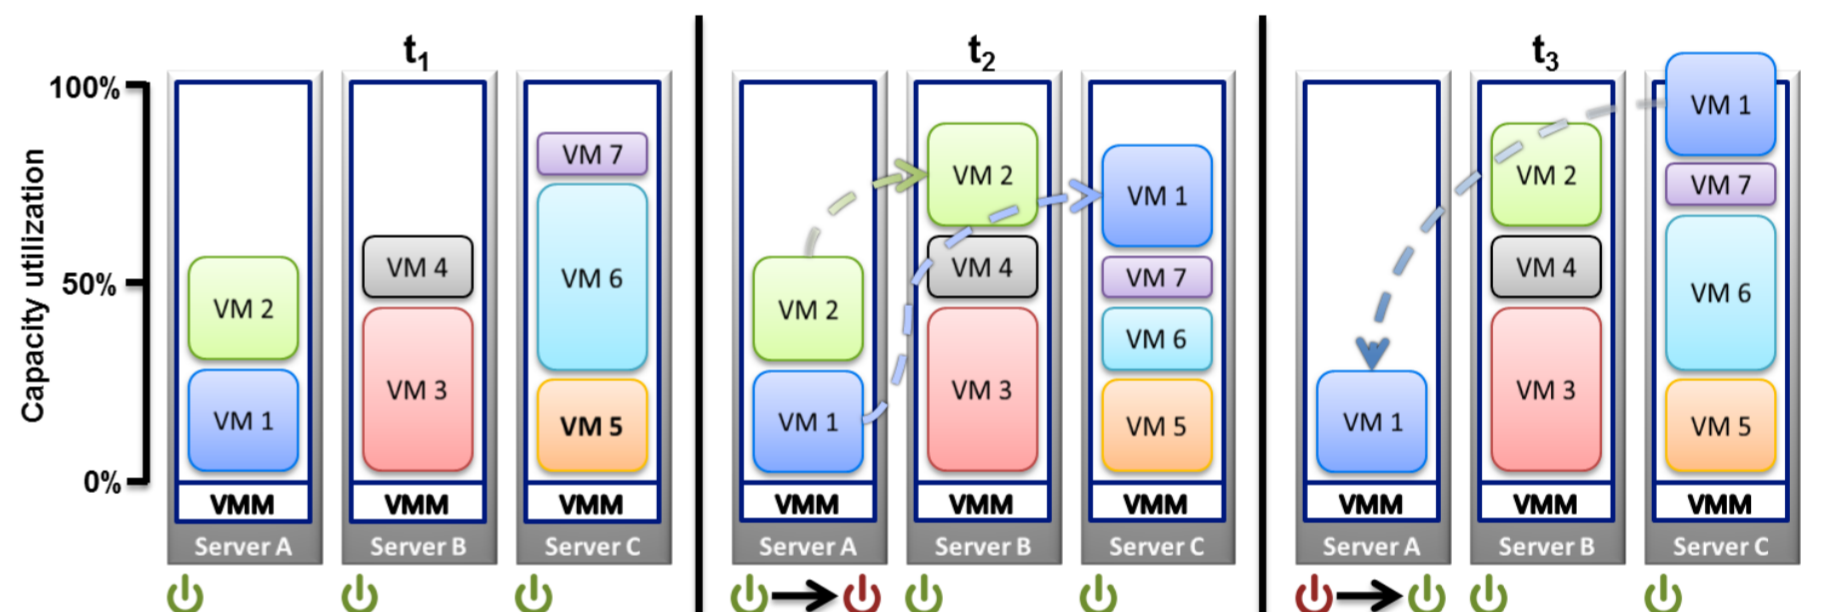 t1
t2
t3
100%
50%
0%
Capacity utilization
VM 2
VM 1
VMM
Server A
VM 4
VM 3
VMM
Server B
VM 7
VM 6
VM 5
VMM
Server C
VM 2
VM 1
VMM
Server A
VM 2
VM 4
VM 3
VMM
Server B
VM 1
VM 7
VM 6
VM 5
VMM
Server C
VM 1
VMM
Server A
VM 2
VM 4
VM 3
VMM
Server B
VM 1
VM 7
VM 6
VM 5
VMM
Server C